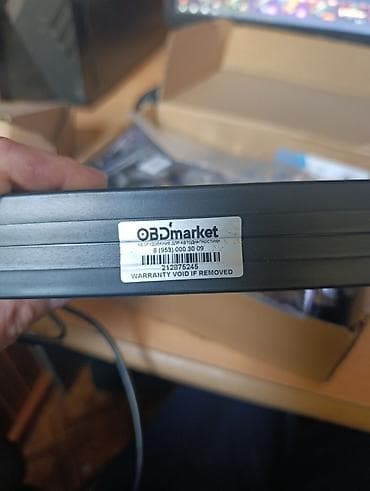 OBDmarket
ОБОРУДОВАНИЕ ДЛЯ АВТОДИАГНОСТИКИ
8 (953) 000 30 09
212875245
WARRANTY VOID IF REMOVED